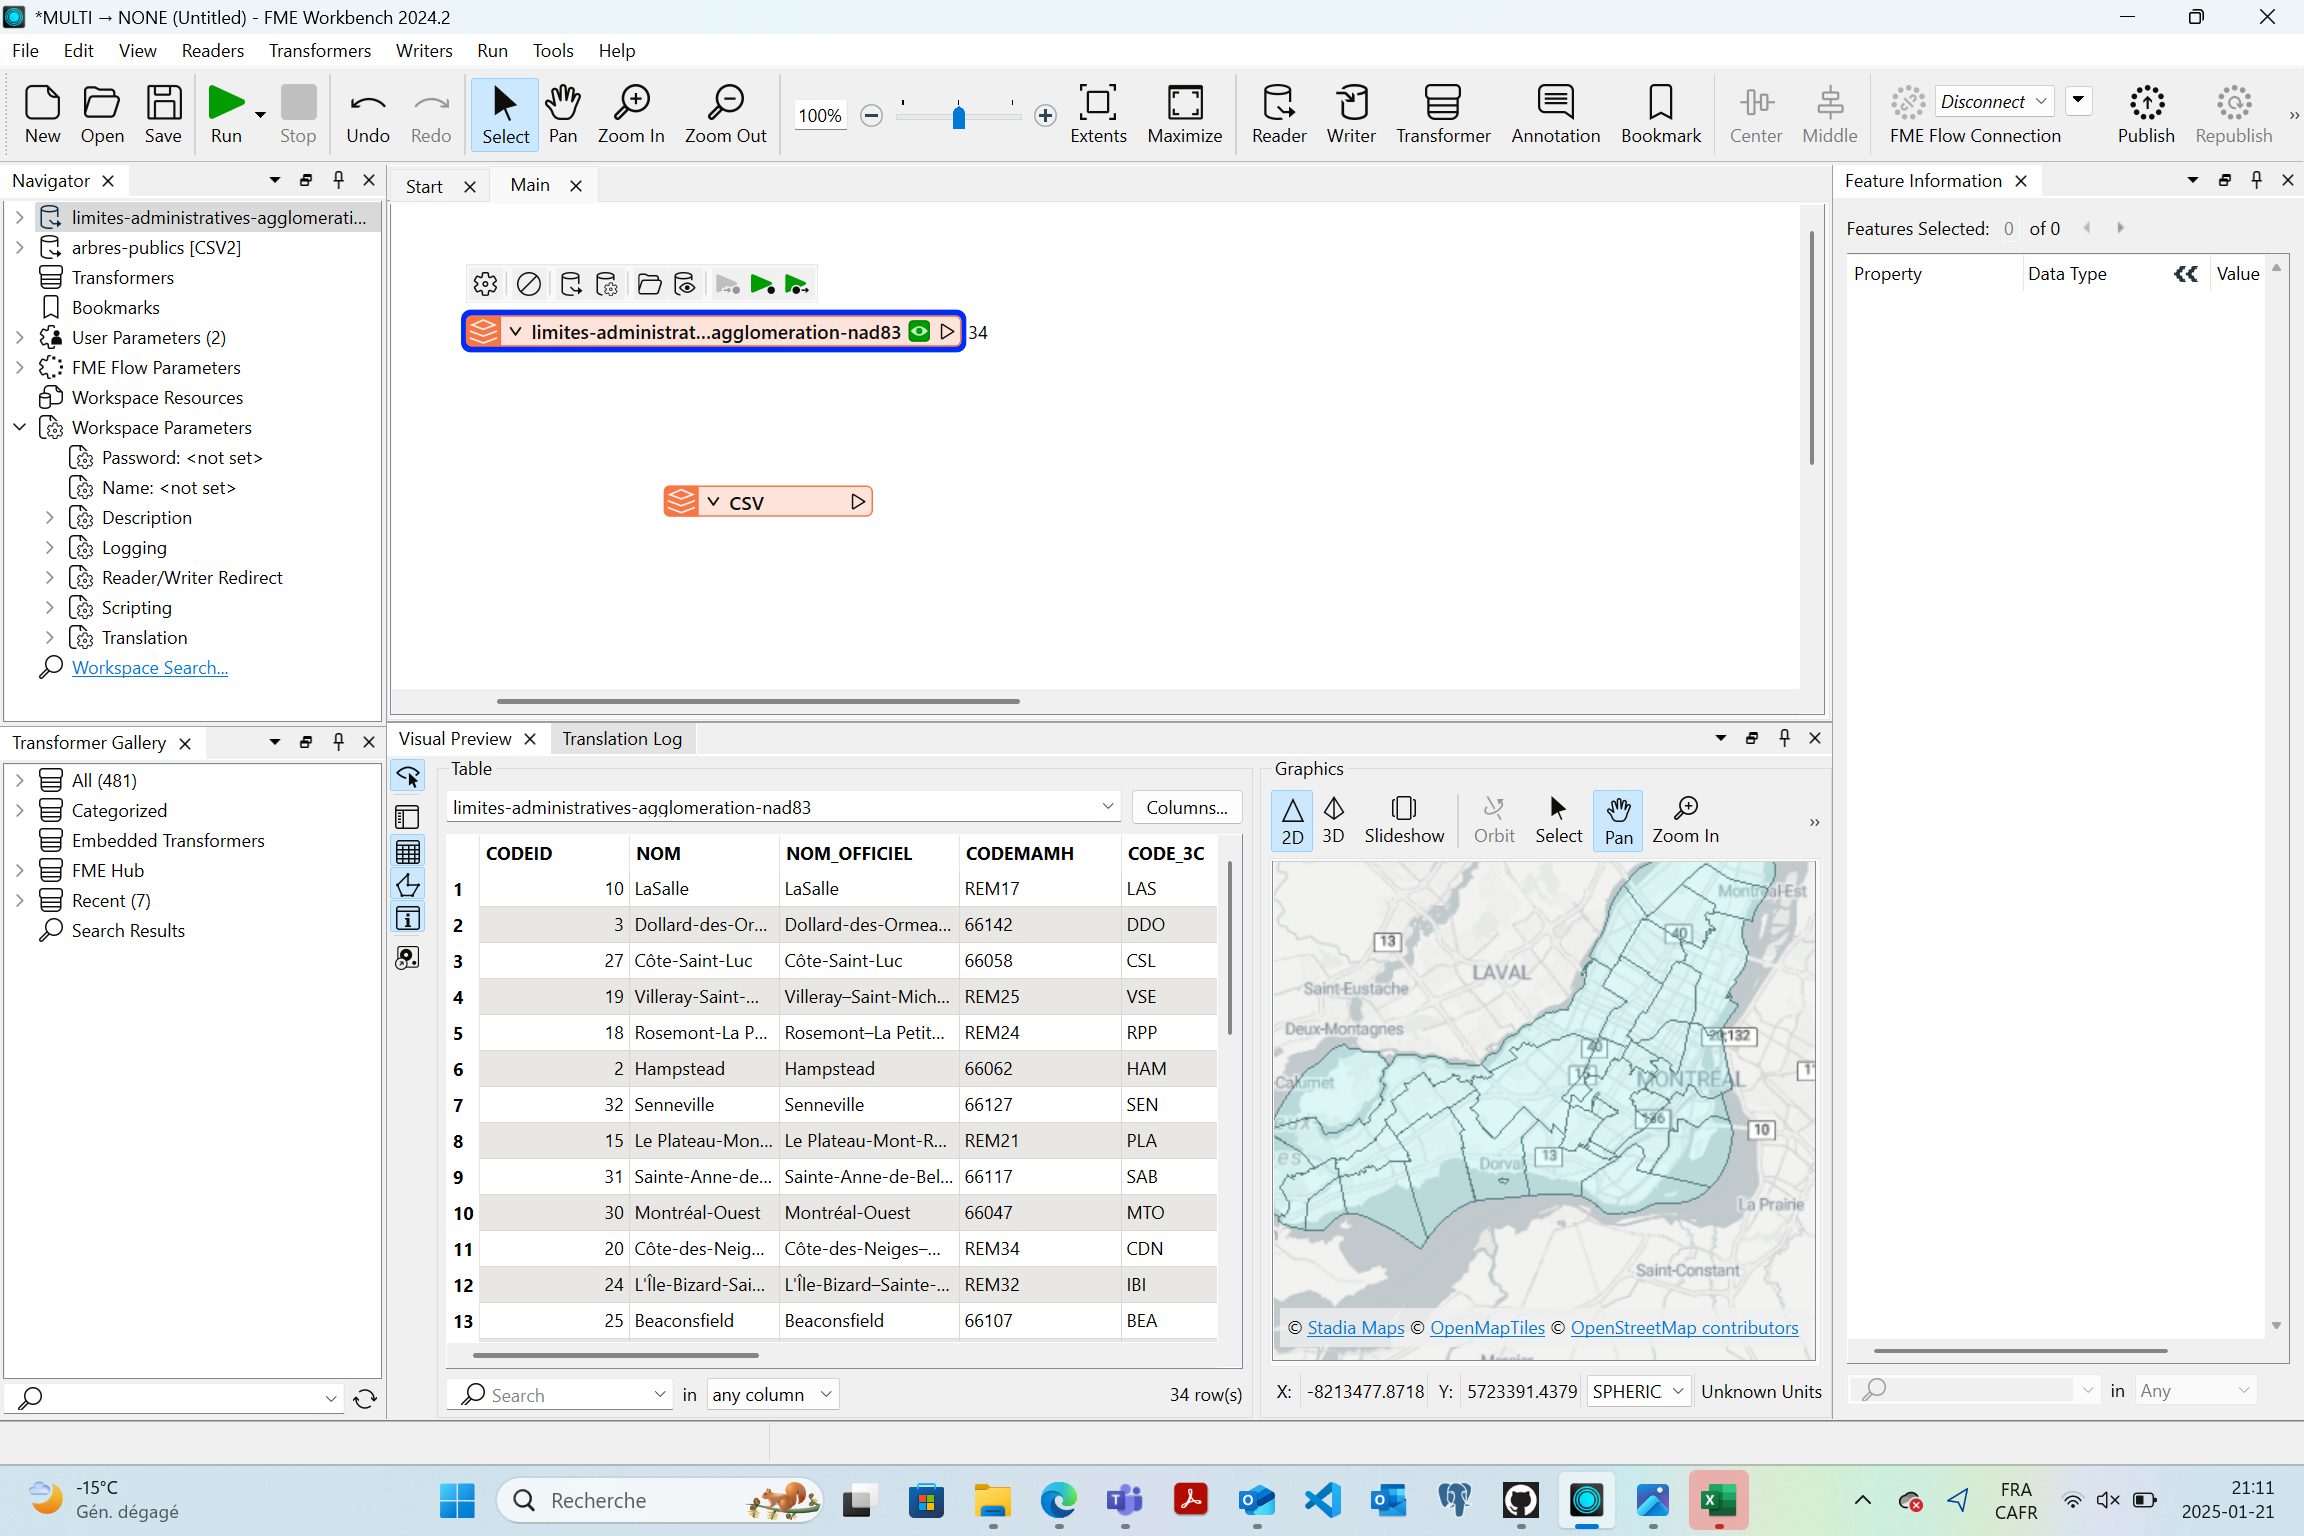 *MULTI → NONE (Untitled) - FME Workbench 2024.2
File Edit View Readers Transformers Writers Run Tools Help
New Open Save Run Stop Undo Redo Select Pan Zoom In Zoom Out 100% Extents Maximize Reader Writer Transformer Annotation Bookmark Center Middle Disconnect FME Flow Connection Publish Republish »
Navigator
limites-administratives-agglomerati...
arbres-publics [CSV2]
Transformers
Bookmarks
User Parameters (2)
FME Flow Parameters
Workspace Resources
Workspace Parameters
Password: <not set>
Name: <not set>
Description
Logging
Reader/Writer Redirect
Scripting
Translation
Workspace Search...
Start Main
limites-administrat...agglomeration-nad83 34
CSV
Feature Information
Features Selected: 0 of 0
Property Data Type Value
Transformer Gallery
All (481)
Categorized
Embedded Transformers
FME Hub
Recent (7)
Search Results
Visual Preview Translation Log
Table
limites-administratives-agglomeration-nad83 Columns...
CODEID NOM NOM_OFFICIEL CODEMAMH CODE_3C
1 10 LaSalle LaSalle REM17 LAS
2 3 Dollard-des-Or... Dollard-des-Ormea... 66142 DDO
3 27 Côte-Saint-Luc Côte-Saint-Luc 66058 CSL
4 19 Villeray-Saint-... Villeray–Saint-Mich... REM25 VSE
5 18 Rosemont-La P... Rosemont–La Petit... REM24 RPP
6 2 Hampstead Hampstead 66062 HAM
7 32 Senneville Senneville 66127 SEN
8 15 Le Plateau-Mon... Le Plateau-Mont-R... REM21 PLA
9 31 Sainte-Anne-de... Sainte-Anne-de-Bel... 66117 SAB
10 30 Montréal-Ouest Montréal-Ouest 66047 MTO
11 20 Côte-des-Neig... Côte-des-Neiges–... REM34 CDN
12 24 L'Île-Bizard-Sai... L'Île-Bizard–Sainte-... REM32 IBI
13 25 Beaconsfield Beaconsfield 66107 BEA
Search in any column 34 row(s)
Graphics
2D 3D Slideshow Orbit Select Pan Zoom In »
Montréal-Est
40
13
LAVAL
Saint-Eustache
Deux-Montagnes
132
40
Calumet
15
MONTRÉAL
136
10
Dorval 13
La Prairie
Saint-Constant
© Stadia Maps © OpenMapTiles © OpenStreetMap contributors
Mercier
X: -8213477.8718 Y: 5723391.4379 SPHERIC Unknown Units
in Any
-15°C
Gén. dégagé
Recherche
FRA
CAFR
21:11
2025-01-21